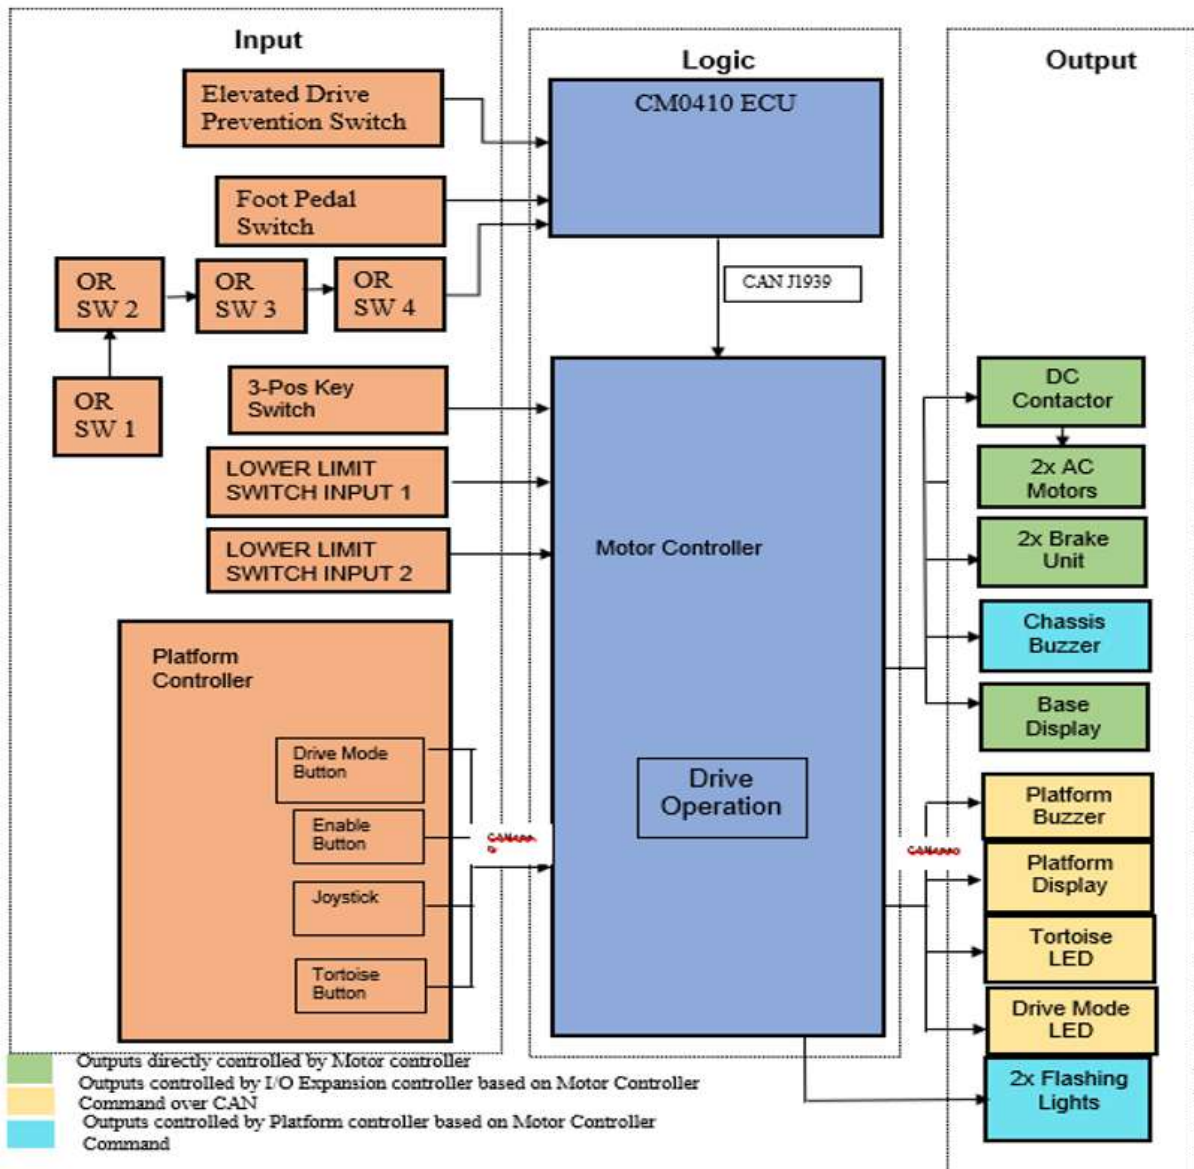 Input
Elevated Drive
Prevention Switch
Foot Pedal
Switch
OR
SW 2
OR
SW 3
OR
SW 4
OR
SW 1
3-Pos Key
Switch
LOWER LIMIT
SWITCH INPUT 1
LOWER LIMIT
SWITCH INPUT 2
Platform
Controller
Drive Mode
Button
Enable
Button
Joystick
Tortoise
Button
Logic
CM0410 ECU
CAN J1939
Motor Controller
Drive
Operation
Output
DC
Contactor
2x AC
Motors
2x Brake
Unit
Chassis
Buzzer
Base
Display
Platform
Buzzer
Platform
Display
Tortoise
LED
Drive Mode
LED
2x Flashing
Lights
Outputs directly controlled by Motor controller
Outputs controlled by I/O Expansion controller based on Motor Controller
Command over CAN
Outputs controlled by Platform controller based on Motor Controller
Command